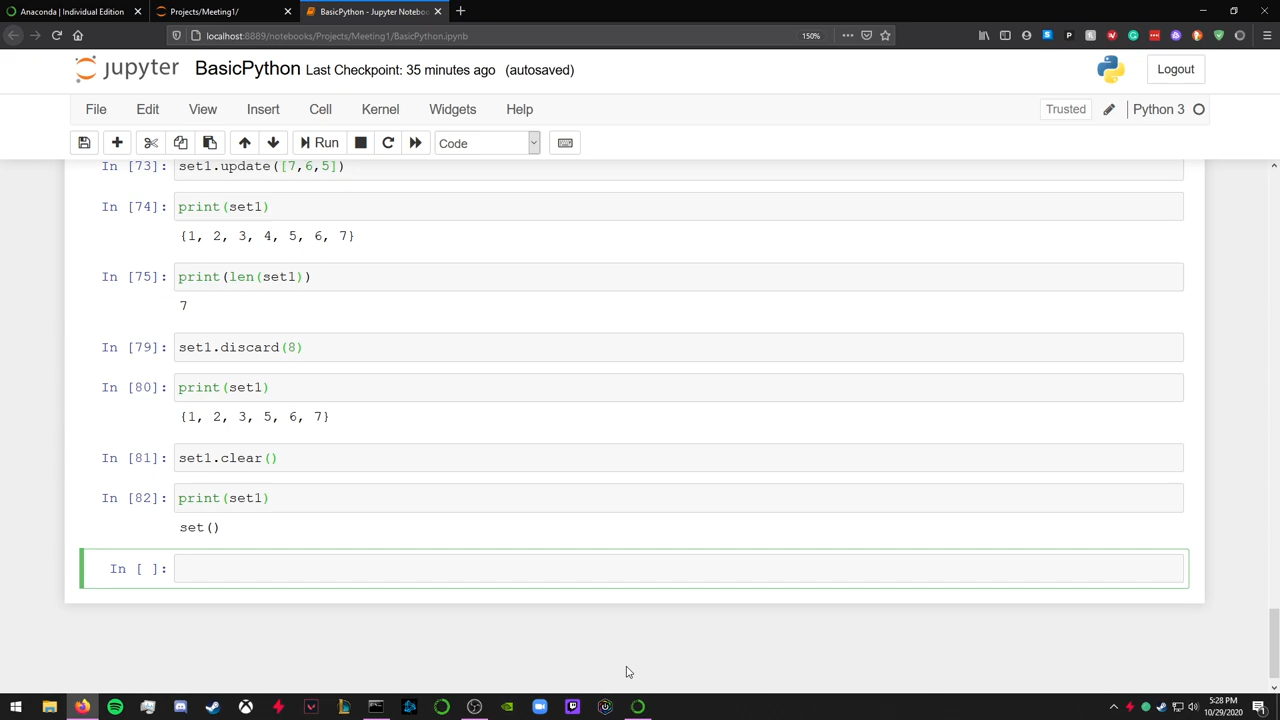 Anaconda | Individual Edition
Projects/Meeting1/
BasicPython - Jupyter Notebo
localhost:8889/notebooks/Projects/Meeting1/BasicPython.ipynb
150%
jupyter
BasicPython
Last Checkpoint: 35 minutes ago
(autosaved)
Logout
File
Edit
View
Insert
Cell
Kernel
Widgets
Help
Trusted
Python 3
Run
Code
In [73]:
set1.update([7,6,5])
In [74]:
print(set1)
{1, 2, 3, 4, 5, 6, 7}
In [75]:
print(len(set1))
7
In [79]:
set1.discard(8)
In [80]:
print(set1)
{1, 2, 3, 5, 6, 7}
In [81]:
set1.clear()
In [82]:
print(set1)
set()
In [ ]:
5:28 PM
10/29/2020